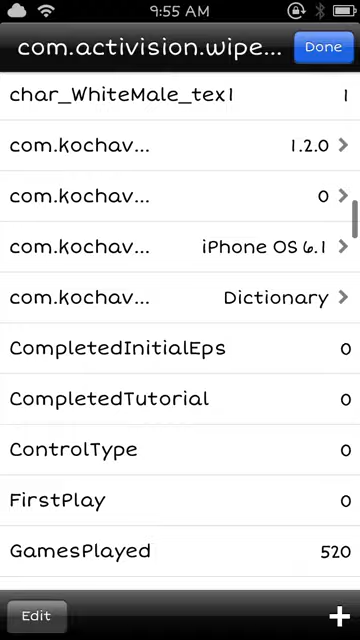 9:55 AM
com.activision.wipe... Done
char_WhiteMale_tex1 1
com.kochav... 1.2.0
com.kochav... 0
com.kochav... iPhone OS 6.1
com.kochav... Dictionary
CompletedInitialEps 0
CompletedTutorial 0
ControlType 0
FirstPlay 0
GamesPlayed 520
Edit +